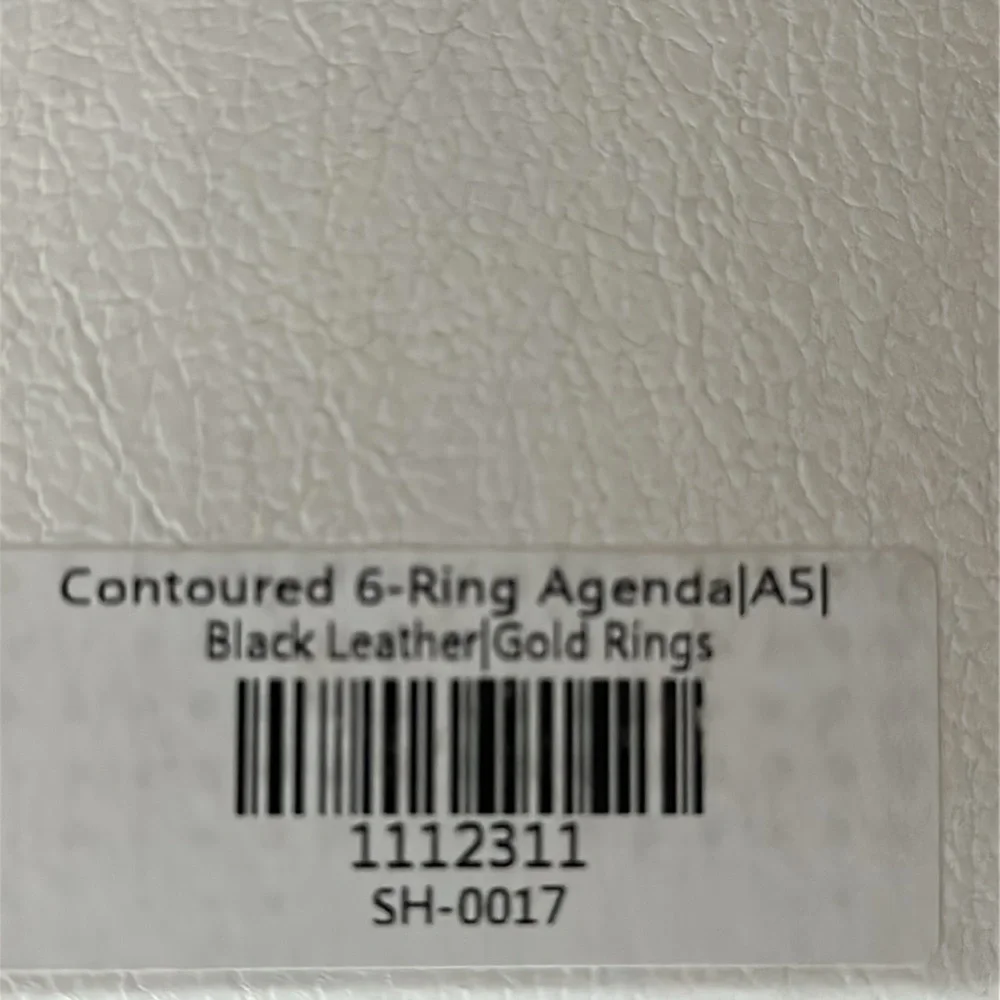 Contoured 6-Ring Agenda|A5|
Black Leather|Gold Rings
1112311
SH-0017